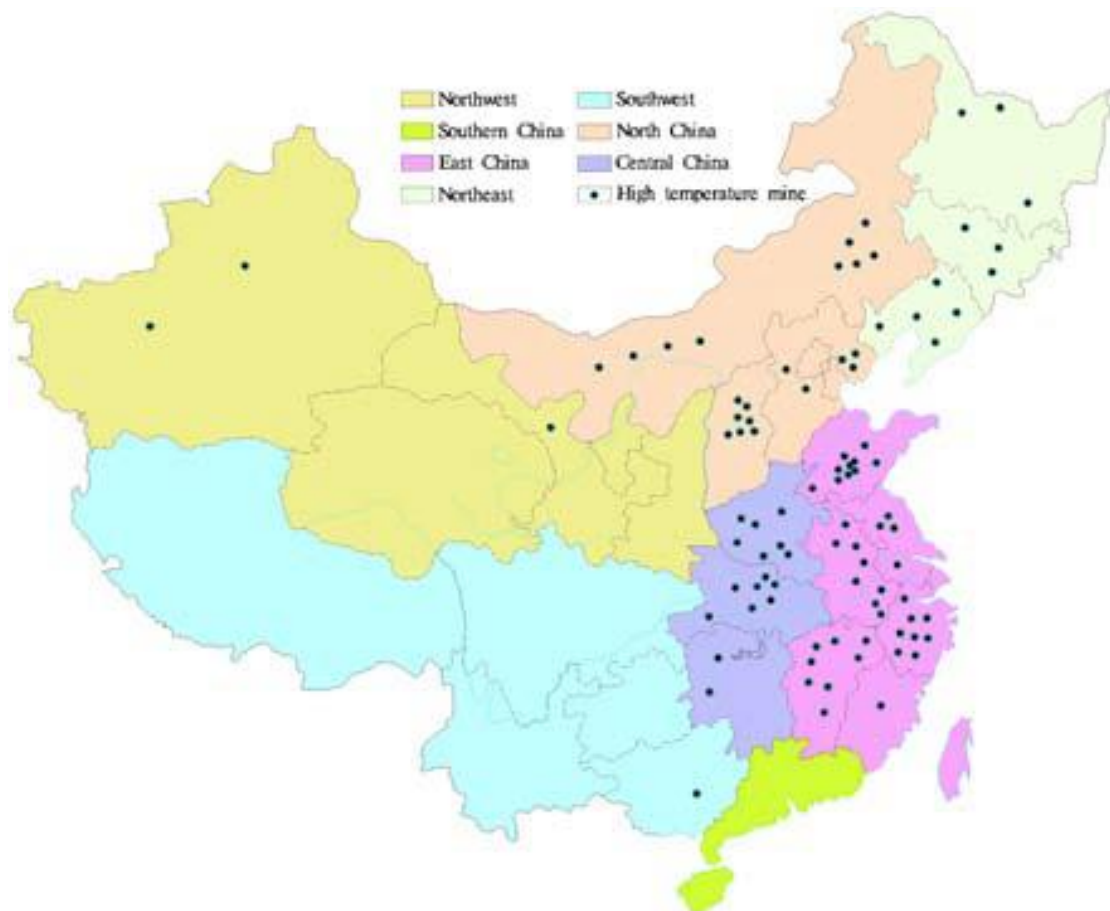 Northwest
Southwest
Southern China
North China
East China
Central China
Northeast
High temperature mine